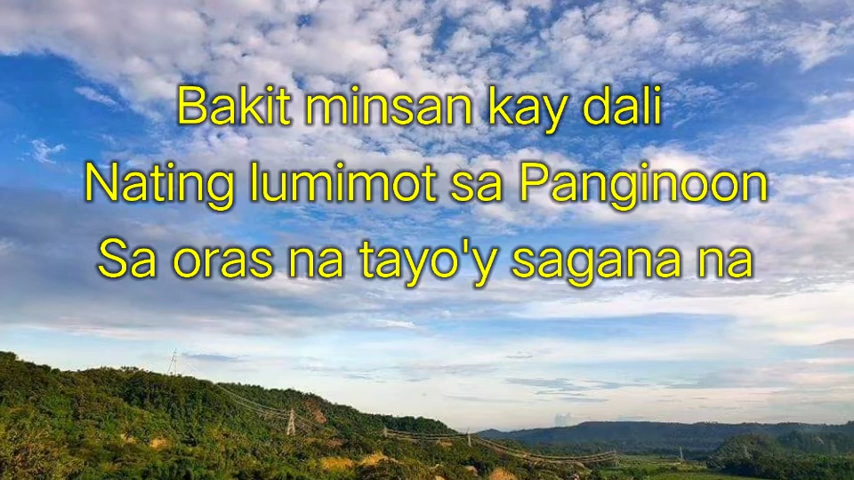 Bakit minsan kay dali
Nating lumimot sa Panginoon
Sa oras na tayo'y sagana na